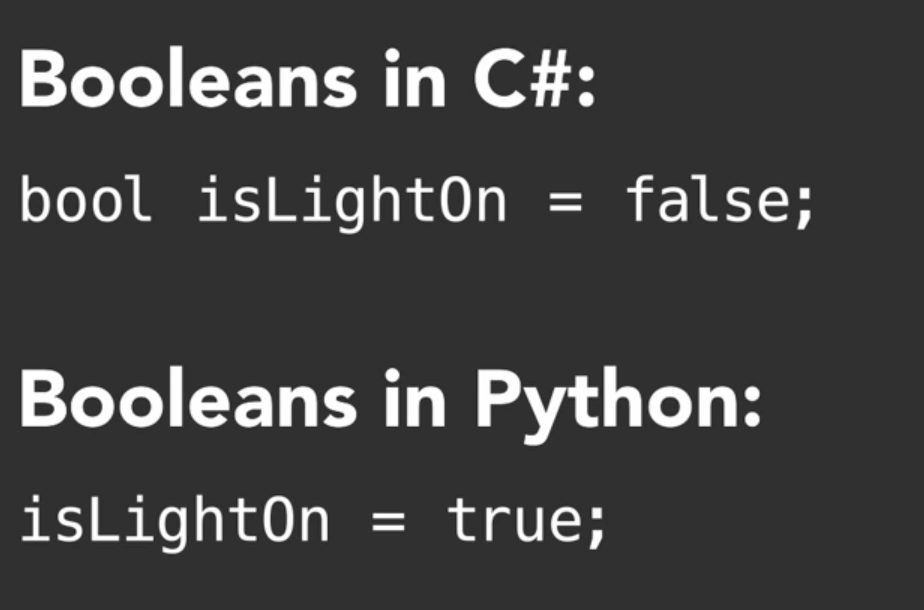 Booleans in C#:
bool isLightOn = false;
Booleans in Python:
isLightOn = true;